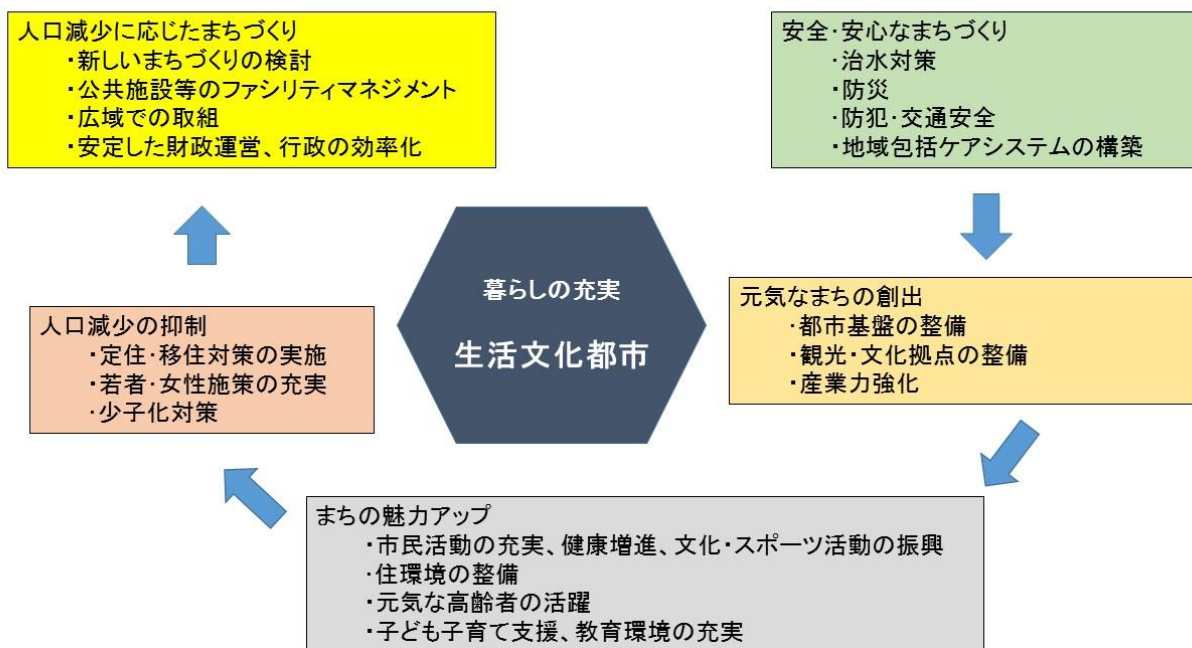 人口減少に応じたまちづくり
・新しいまちづくりの検討
・公共施設等のファシリティマネジメント
・広域での取組
・安定した財政運営、行政の効率化
安全・安心なまちづくり
・治水対策
・防災
・防犯・交通安全
・地域包括ケアシステムの構築
暮らしの充実
生活文化都市
人口減少の抑制
・定住・移住対策の実施
・若者・女性施策の充実
・少子化対策
元気なまちの創出
・都市基盤の整備
・観光・文化拠点の整備
・産業力強化
まちの魅力アップ
・市民活動の充実、健康増進、文化・スポーツ活動の振興
・住環境の整備
・元気な高齢者の活躍
・子ども子育て支援、教育環境の充実